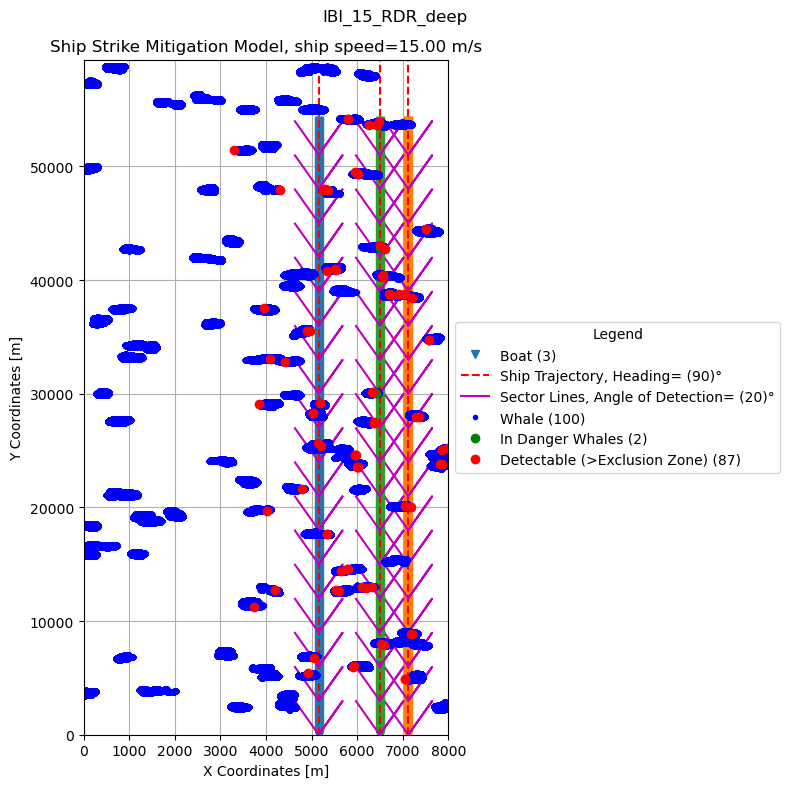 IBI_15_RDR_deep
Ship Strike Mitigation Model, ship speed=15.00 m/s
Y Coordinates [m]
50000
40000
30000
20000
10000
0
0 1000 2000 3000 4000 5000 6000 7000 8000
X Coordinates [m]
Legend
Boat (3)
Ship Trajectory, Heading= (90)°
Sector Lines, Angle of Detection= (20)°
Whale (100)
In Danger Whales (2)
Detectable (>Exclusion Zone) (87)